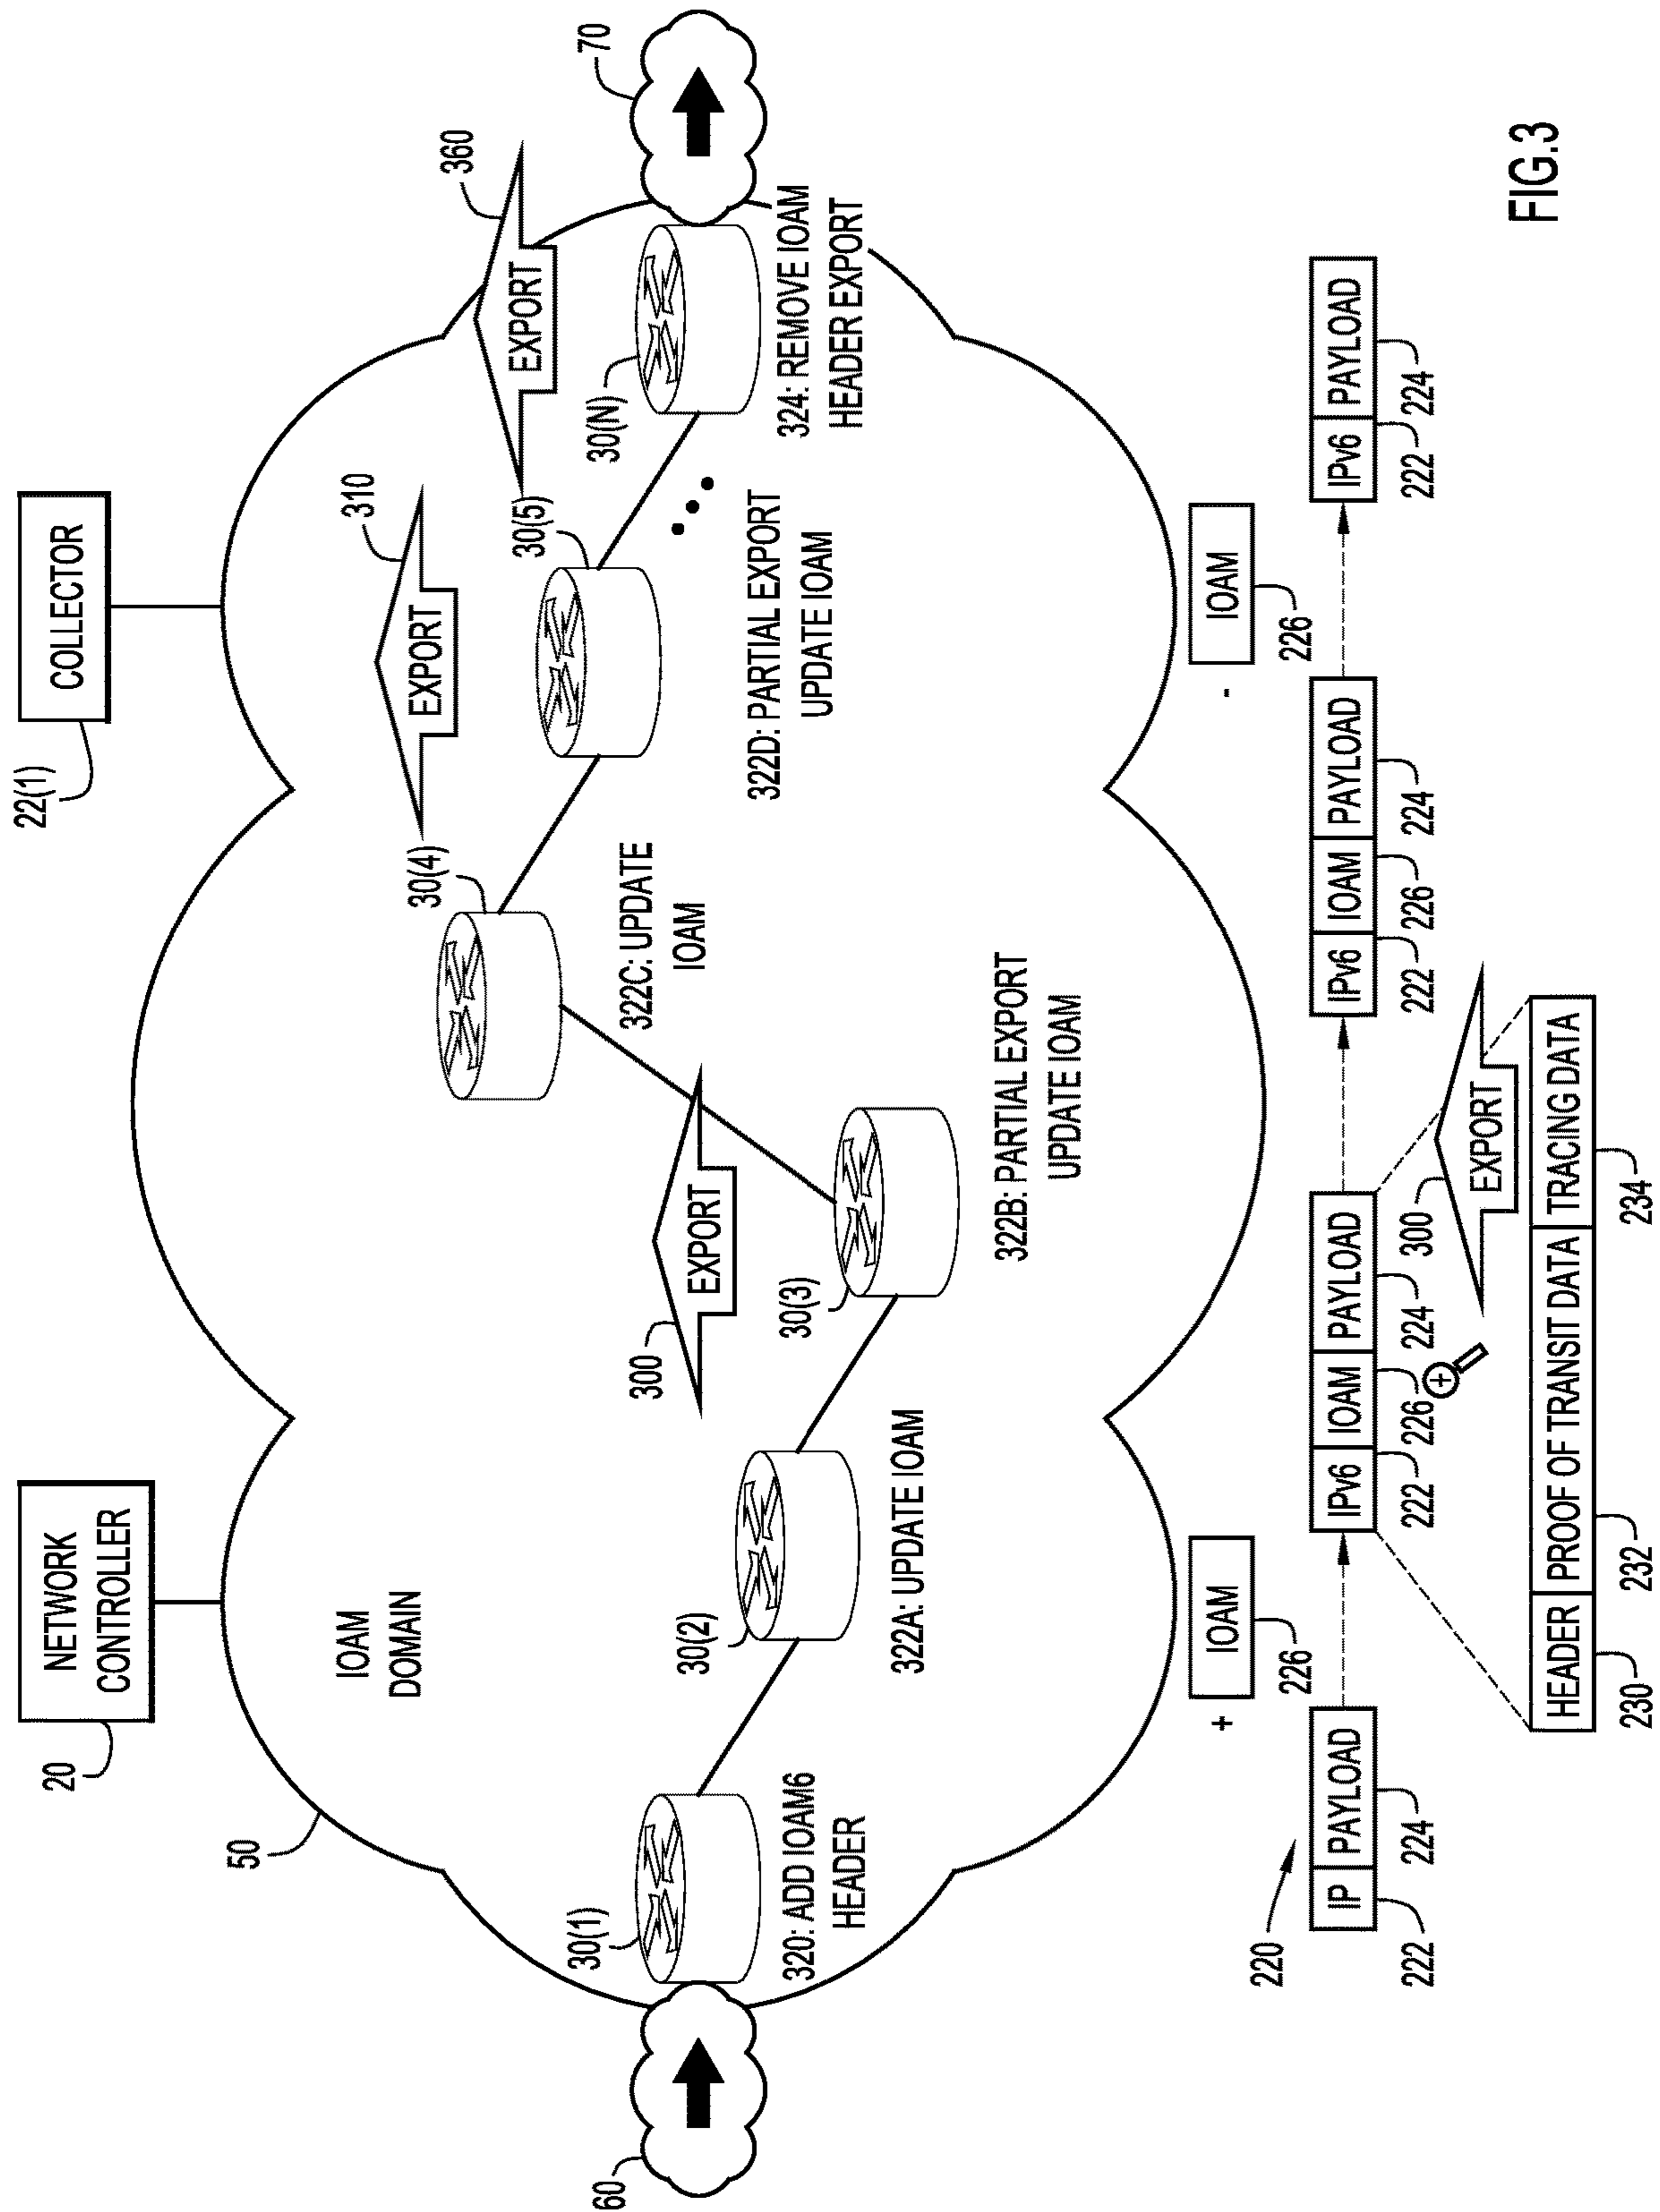 NETWORK
CONTROLLER
20
COLLECTOR
22(1)
50
IOAM
DOMAIN
60
30(1)
320: ADD IOAM6
HEADER
30(2)
322A: UPDATE IOAM
300
EXPORT
30(3)
322B: PARTIAL EXPORT
UPDATE IOAM
30(4)
322C: UPDATE
IOAM
310
EXPORT
30(5)
322D: PARTIAL EXPORT
UPDATE IOAM
360
EXPORT
30(N)
324: REMOVE IOAM
HEADER EXPORT
70
+
IOAM
226
-
IOAM
226
220
IP PAYLOAD
222 224
IPv6 IOAM PAYLOAD
222 226 224
IPv6 IOAM PAYLOAD
222 226 224
IPv6 PAYLOAD
222 224
300
EXPORT
HEADER PROOF OF TRANSIT DATA TRACING DATA
230 232 234
FIG.3